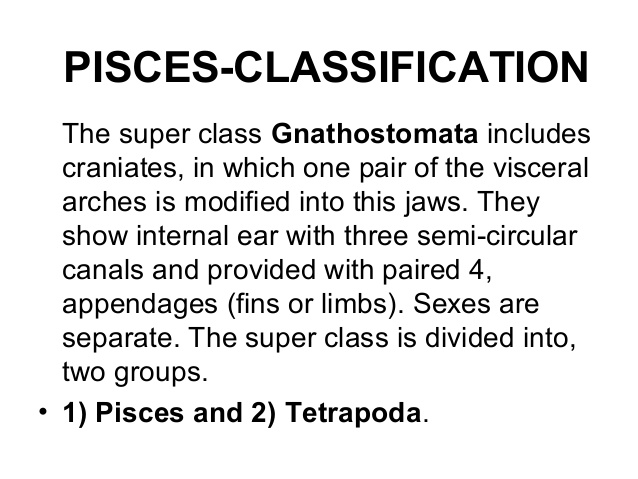 PISCES-CLASSIFICATION
The super class Gnathostomata includes
craniates, in which one pair of the visceral
arches is modified into this jaws. They
show internal ear with three semi-circular
canals and provided with paired 4,
appendages (fins or limbs). Sexes are
separate. The super class is divided into,
two groups.
• 1) Pisces and 2) Tetrapoda.